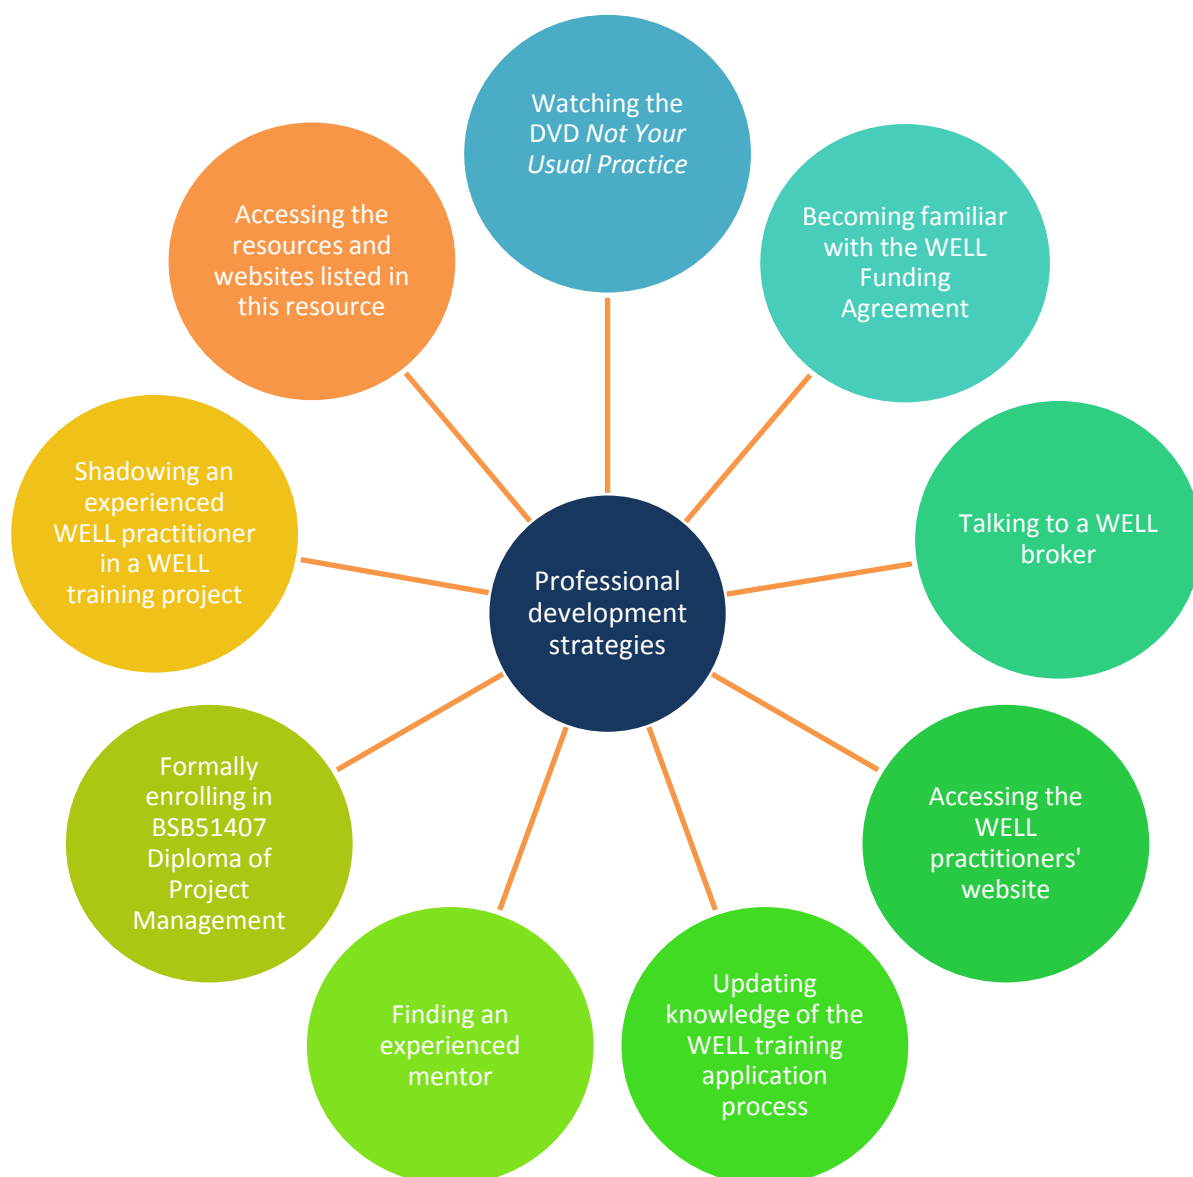 Watching the
DVD Not Your
Usual Practice
Becoming familiar
with the WELL
Funding
Agreement
Talking to a WELL
broker
Accessing the
WELL
practitioners'
website
Updating
knowledge of the
WELL training
application
process
Finding an
experienced
mentor
Formally
enrolling in
BSB51407
Diploma of
Project
Management
Shadowing an
experienced
WELL practitioner
in a WELL
training project
Accessing the
resources and
websites listed in
this resource
Professional
development
strategies